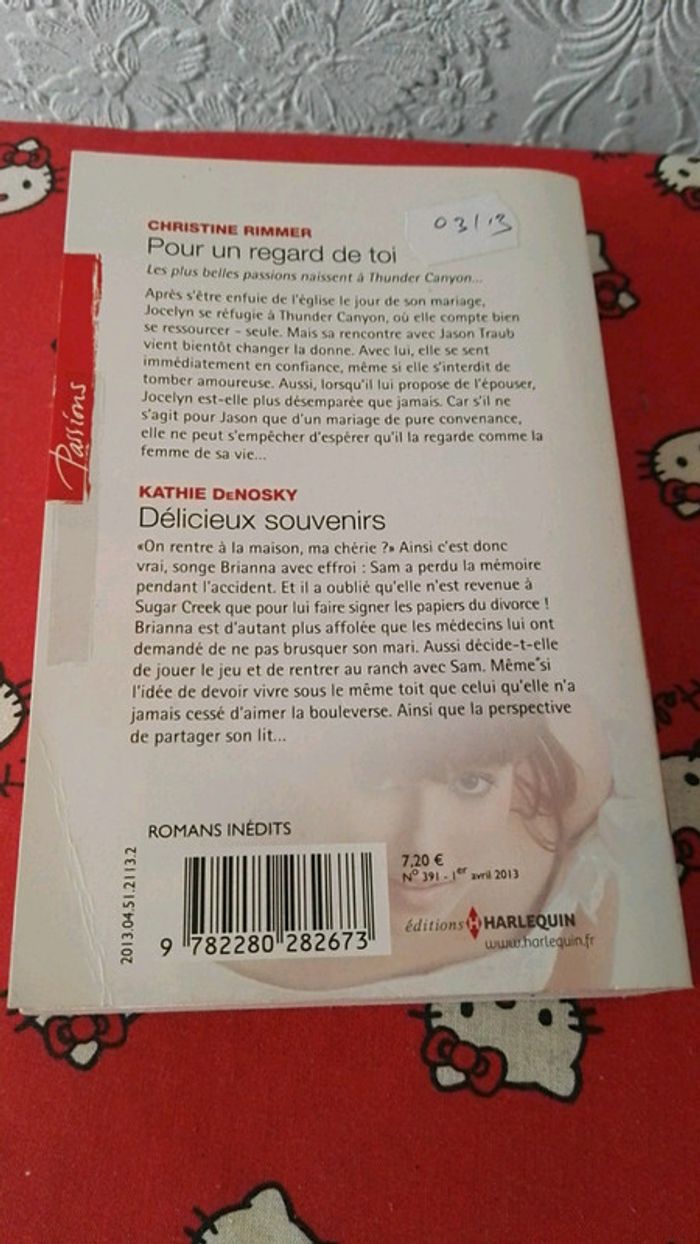 03/13
CHRISTINE RIMMER
Pour un regard de toi
Les plus belles passions naissent à Thunder Canyon...
Après s'être enfuie de l'église le jour de son mariage,
Jocelyn se réfugie à Thunder Canyon, où elle compte bien
se ressourcer – seule. Mais sa rencontre avec Jason Traub
vient bientôt changer la donne. Avec lui, elle se sent
immédiatement en confiance, même si elle s'interdit de
tomber amoureuse. Aussi, lorsqu'il lui propose de l'épouser,
Jocelyn est-elle plus désemparée que jamais. Car s'il ne
s'agit pour Jason que d'un mariage de pure convenance,
elle ne peut s'empêcher d'espérer qu'il la regarde comme la
femme de sa vie...
Passions
KATHIE DENOSKY
Délicieux souvenirs
«On rentre à la maison, ma chérie ?» Ainsi c'est donc
vrai, songe Brianna avec effroi : Sam a perdu la mémoire
pendant l'accident. Et il a oublié qu'elle n'est revenue à
Sugar Creek que pour lui faire signer les papiers du divorce !
Brianna est d'autant plus affolée que les médecins lui ont
demandé de ne pas brusquer son mari. Aussi décide-t-elle
de jouer le jeu et de rentrer au ranch avec Sam. Même si
l'idée de devoir vivre sous le même toit que celui qu'elle n'a
jamais cessé d'aimer la bouleverse. Ainsi que la perspective
de partager son lit...
ROMANS INÉDITS
2013.04.51.2113.2
9 782280 282673
7,20 €
N° 391 - 1er avril 2013
éditions H HARLEQUIN
www.harlequin.fr